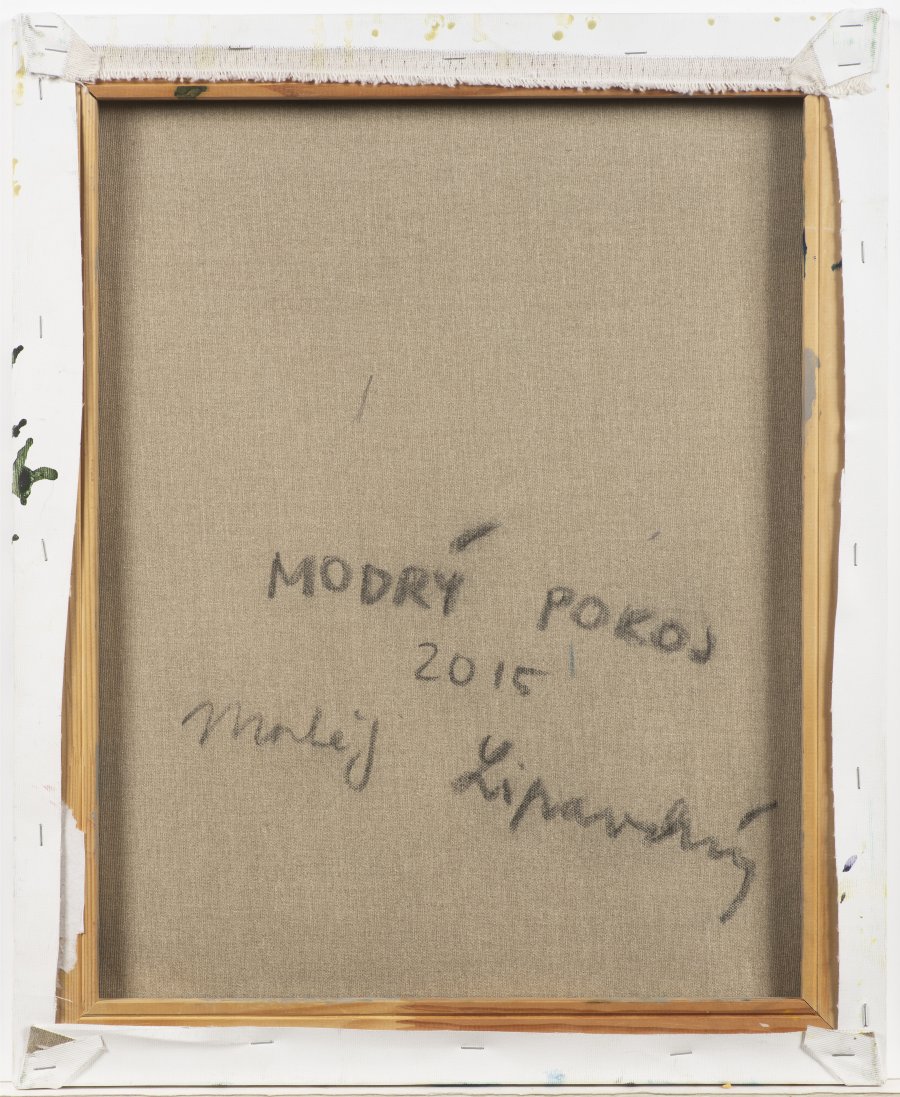 MODRÝ POKOJ
2015
Matěj Lipavský